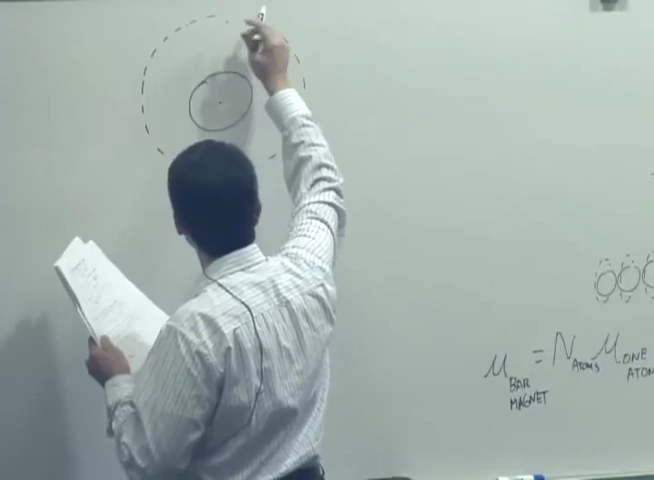 μ BAR MAGNET = N ATOMS μ ONE ATOM